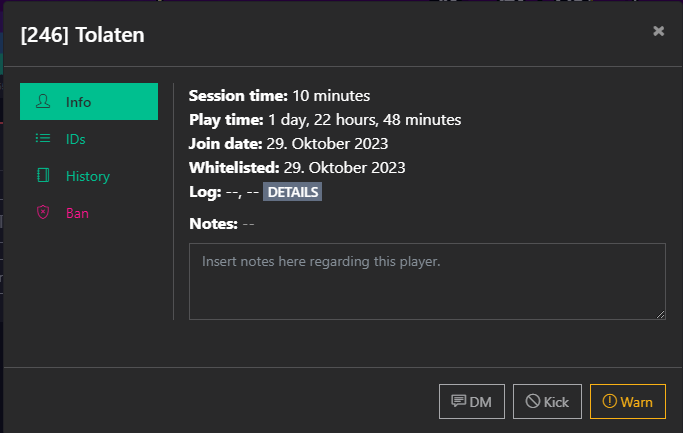 [246] Tolaten
×
Info
IDs
History
Ban
Session time: 10 minutes
Play time: 1 day, 22 hours, 48 minutes
Join date: 29. Oktober 2023
Whitelisted: 29. Oktober 2023
Log: --, -- DETAILS
Notes: --
Insert notes here regarding this player.
DM
Kick
Warn